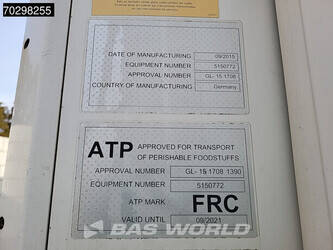 70298255
DATE OF MANUFACTURING 09/2015
EQUIPMENT NUMBER 5150772
APPROVAL NUMBER GL- 15 1708
COUNTRY OF MANUFACTURING Germany
ATP APPROVED FOR TRANSPORT
OF PERISHABLE FOODSTUFFS
APPROVAL NUMBER GL- 15 1708 1390
EQUIPMENT NUMBER 5150772
ATP MARK FRC
VALID UNTIL 09/2021
BAS WORLD